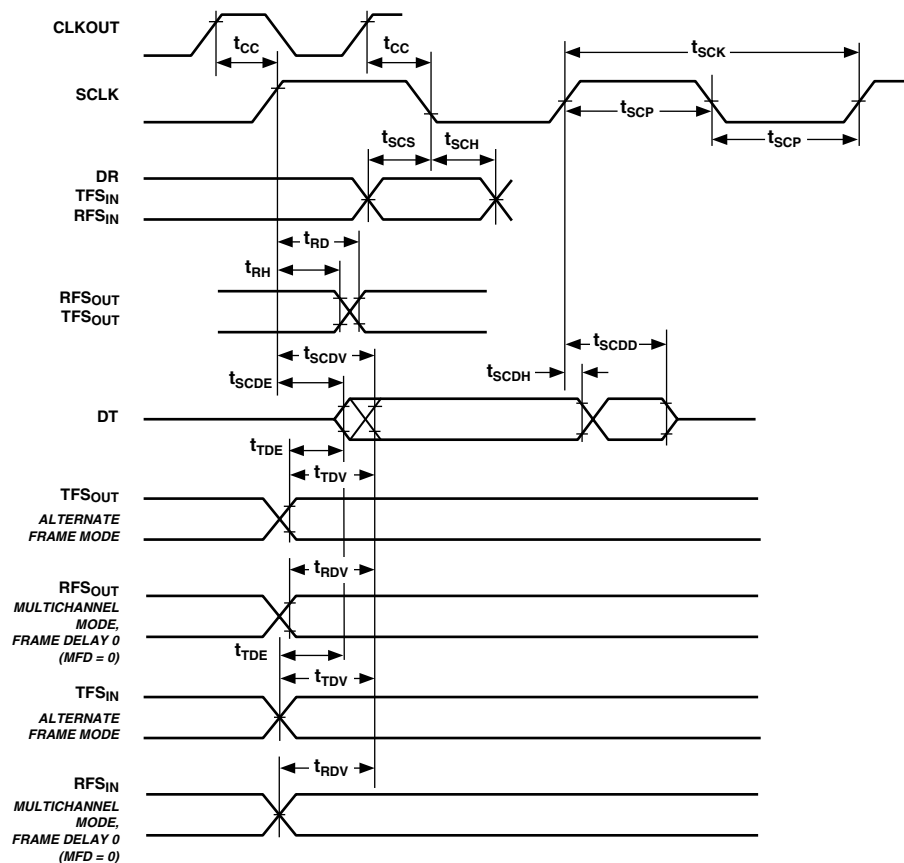 CLKOUT
tCC
tCC
tSCK
SCLK
tSCP
tSCP
tSCS
tSCH
DR
TFSIN
RFSIN
tRD
tRH
RFSOUT
TFSOUT
tSCDV
tSCDD
tSCDE
tSCDH
DT
tTDE
tTDV
TFSOUT
ALTERNATE
FRAME MODE
tRDV
RFSOUT
MULTICHANNEL
MODE,
FRAME DELAY 0
(MFD = 0)
tTDE
tTDV
TFSIN
ALTERNATE
FRAME MODE
tRDV
RFSIN
MULTICHANNEL
MODE,
FRAME DELAY 0
(MFD = 0)